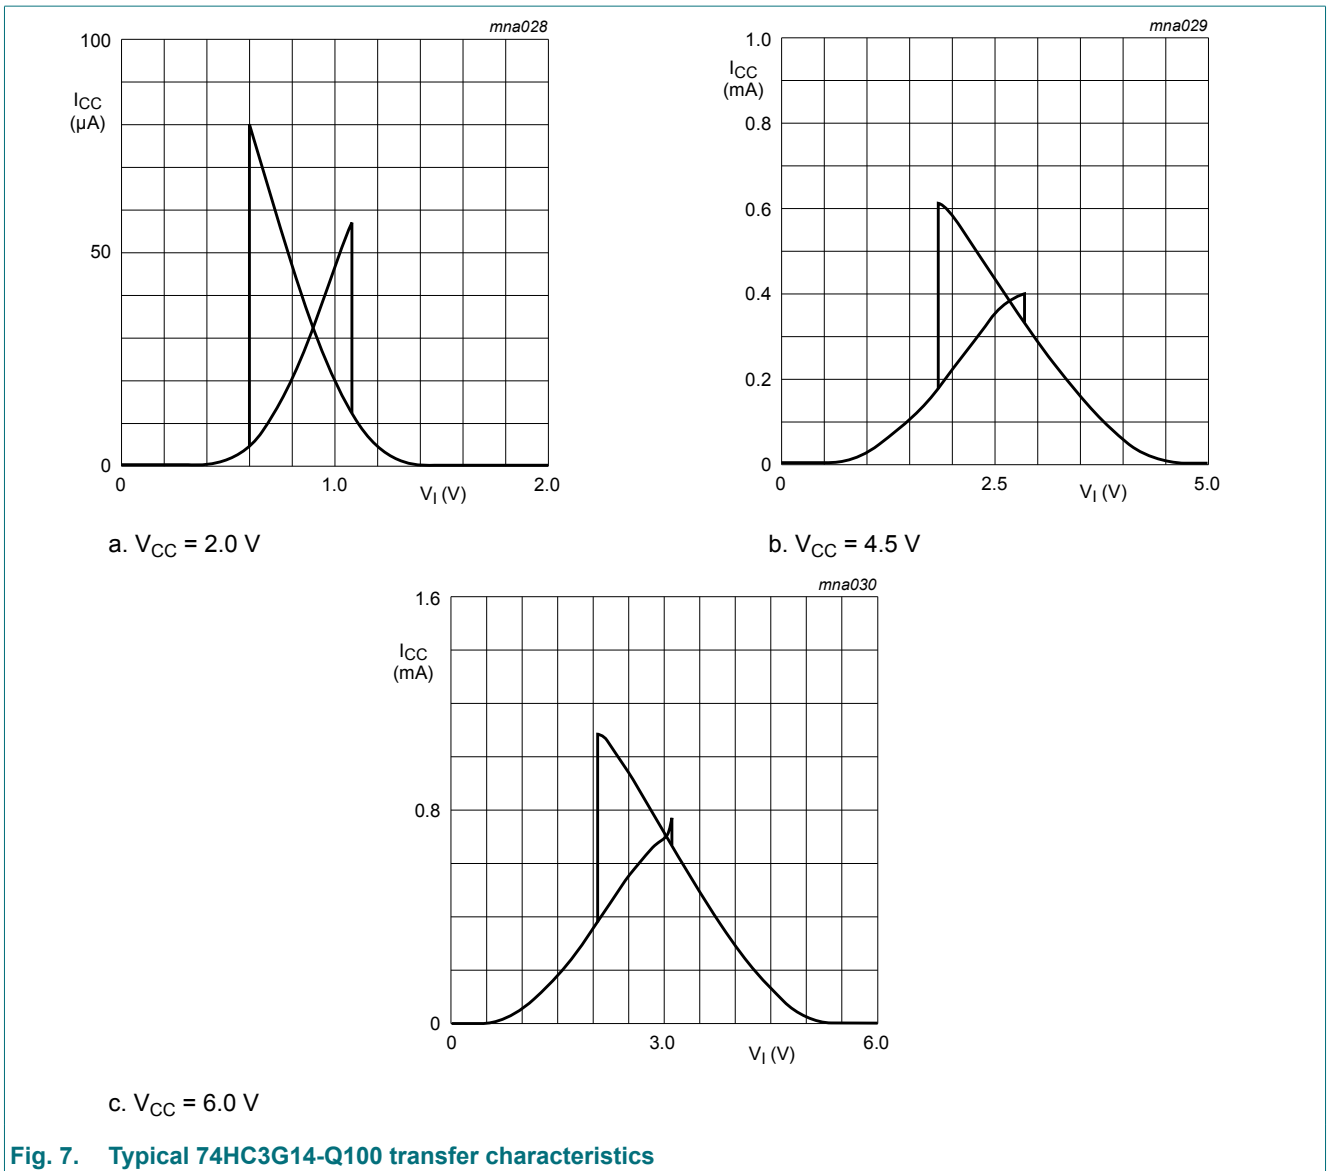 mna028
100
ICC
(µA)
50
0
0
1.0
VI (V)
2.0
a. VCC = 2.0 V
mna029
1.0
ICC
(mA)
0.8
0.6
0.4
0.2
0
0
2.5
VI (V)
5.0
b. VCC = 4.5 V
mna030
1.6
ICC
(mA)
0.8
0
0
3.0
VI (V)
6.0
c. VCC = 6.0 V
Fig. 7. Typical 74HC3G14-Q100 transfer characteristics